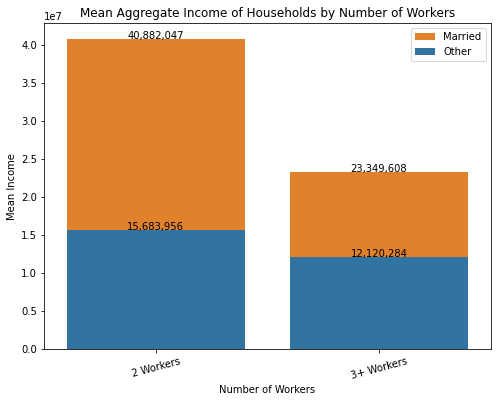 Mean Aggregate Income of Households by Number of Workers
1e7
Married
Other
40,882,047
23,349,608
15,683,956
12,120,284
4.0
3.5
3.0
2.5
2.0
1.5
1.0
0.5
0.0
Mean Income
2 Workers
3+ Workers
Number of Workers